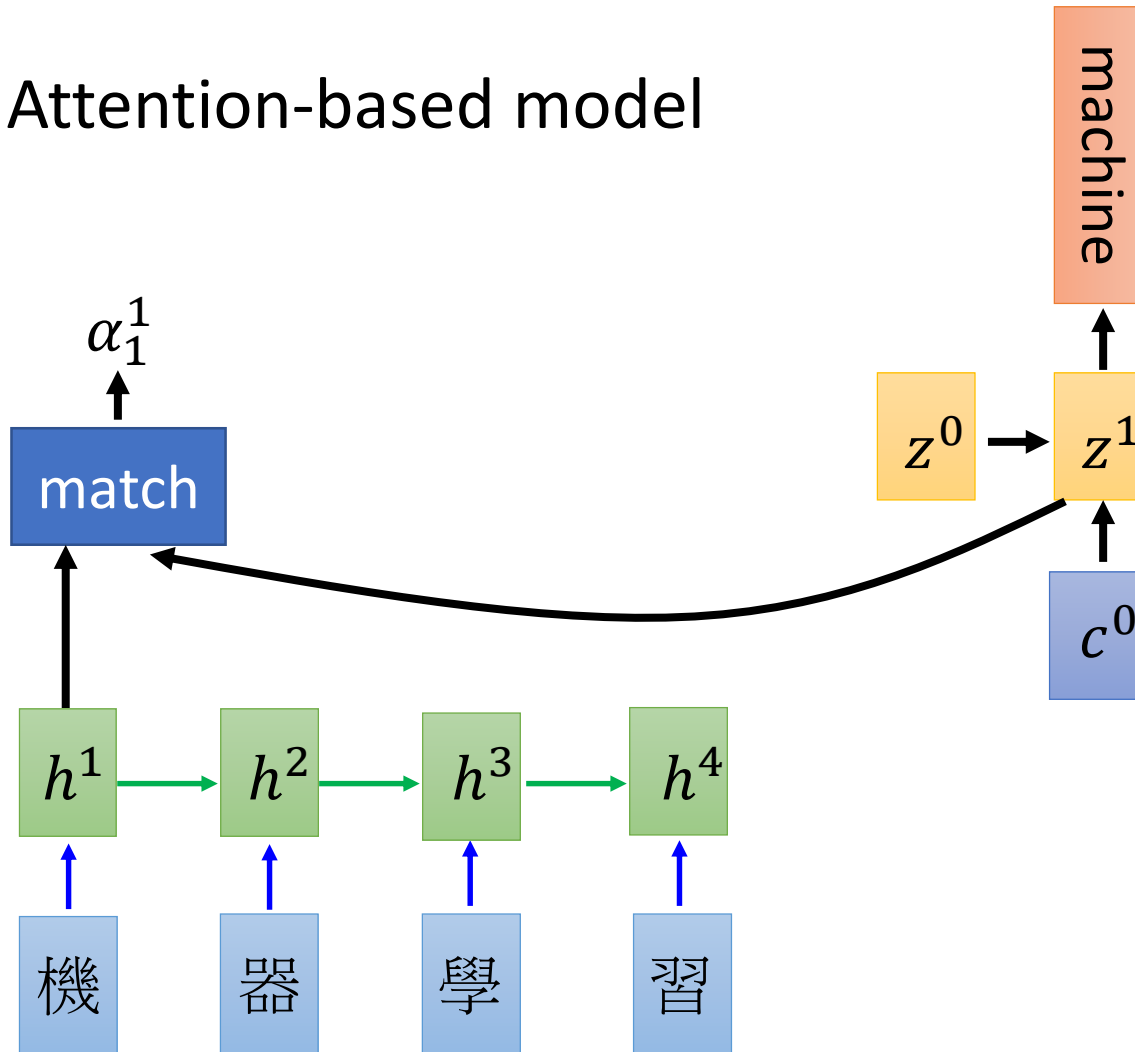 Attention-based model
machine
α₁¹
match
z⁰
z¹
c⁰
h¹
h²
h³
h⁴
機
器
學
習